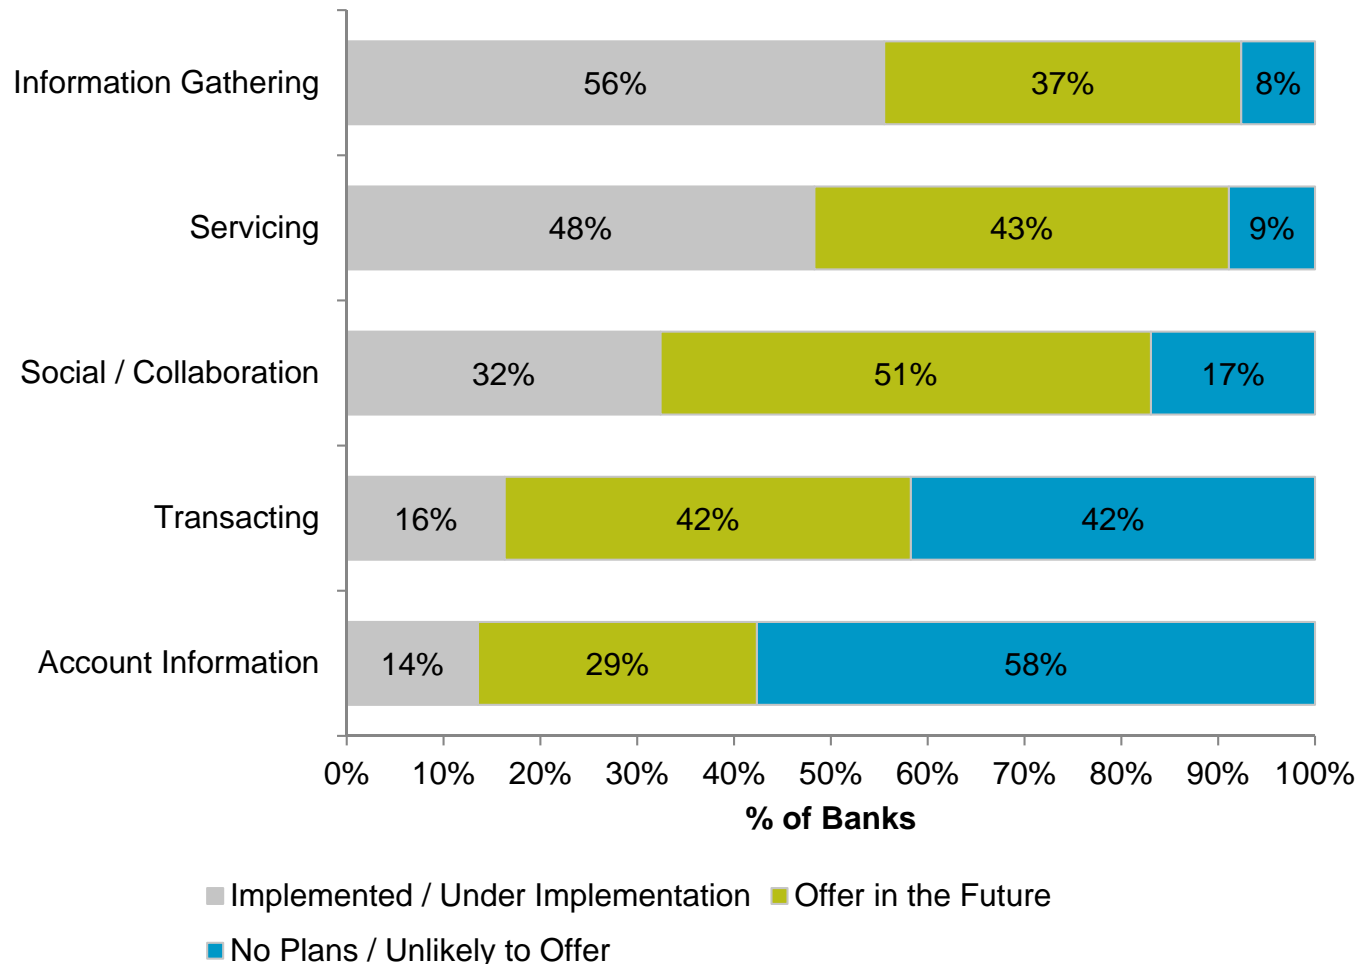 Information Gathering 56% 37% 8%
Servicing 48% 43% 9%
Social / Collaboration 32% 51% 17%
Transacting 16% 42% 42%
Account Information 14% 29% 58%
0% 10% 20% 30% 40% 50% 60% 70% 80% 90% 100%
% of Banks
Implemented / Under Implementation Offer in the Future
No Plans / Unlikely to Offer